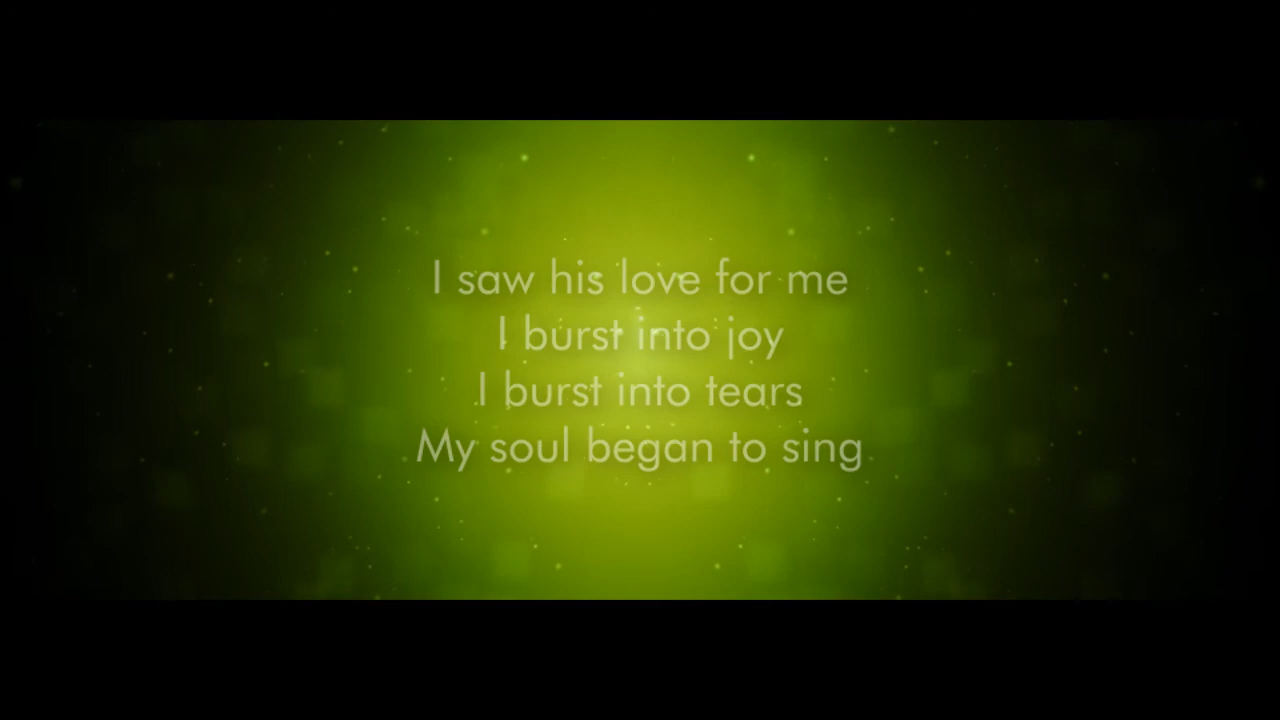 I saw his love for me
I burst into joy
I burst into tears
My soul began to sing